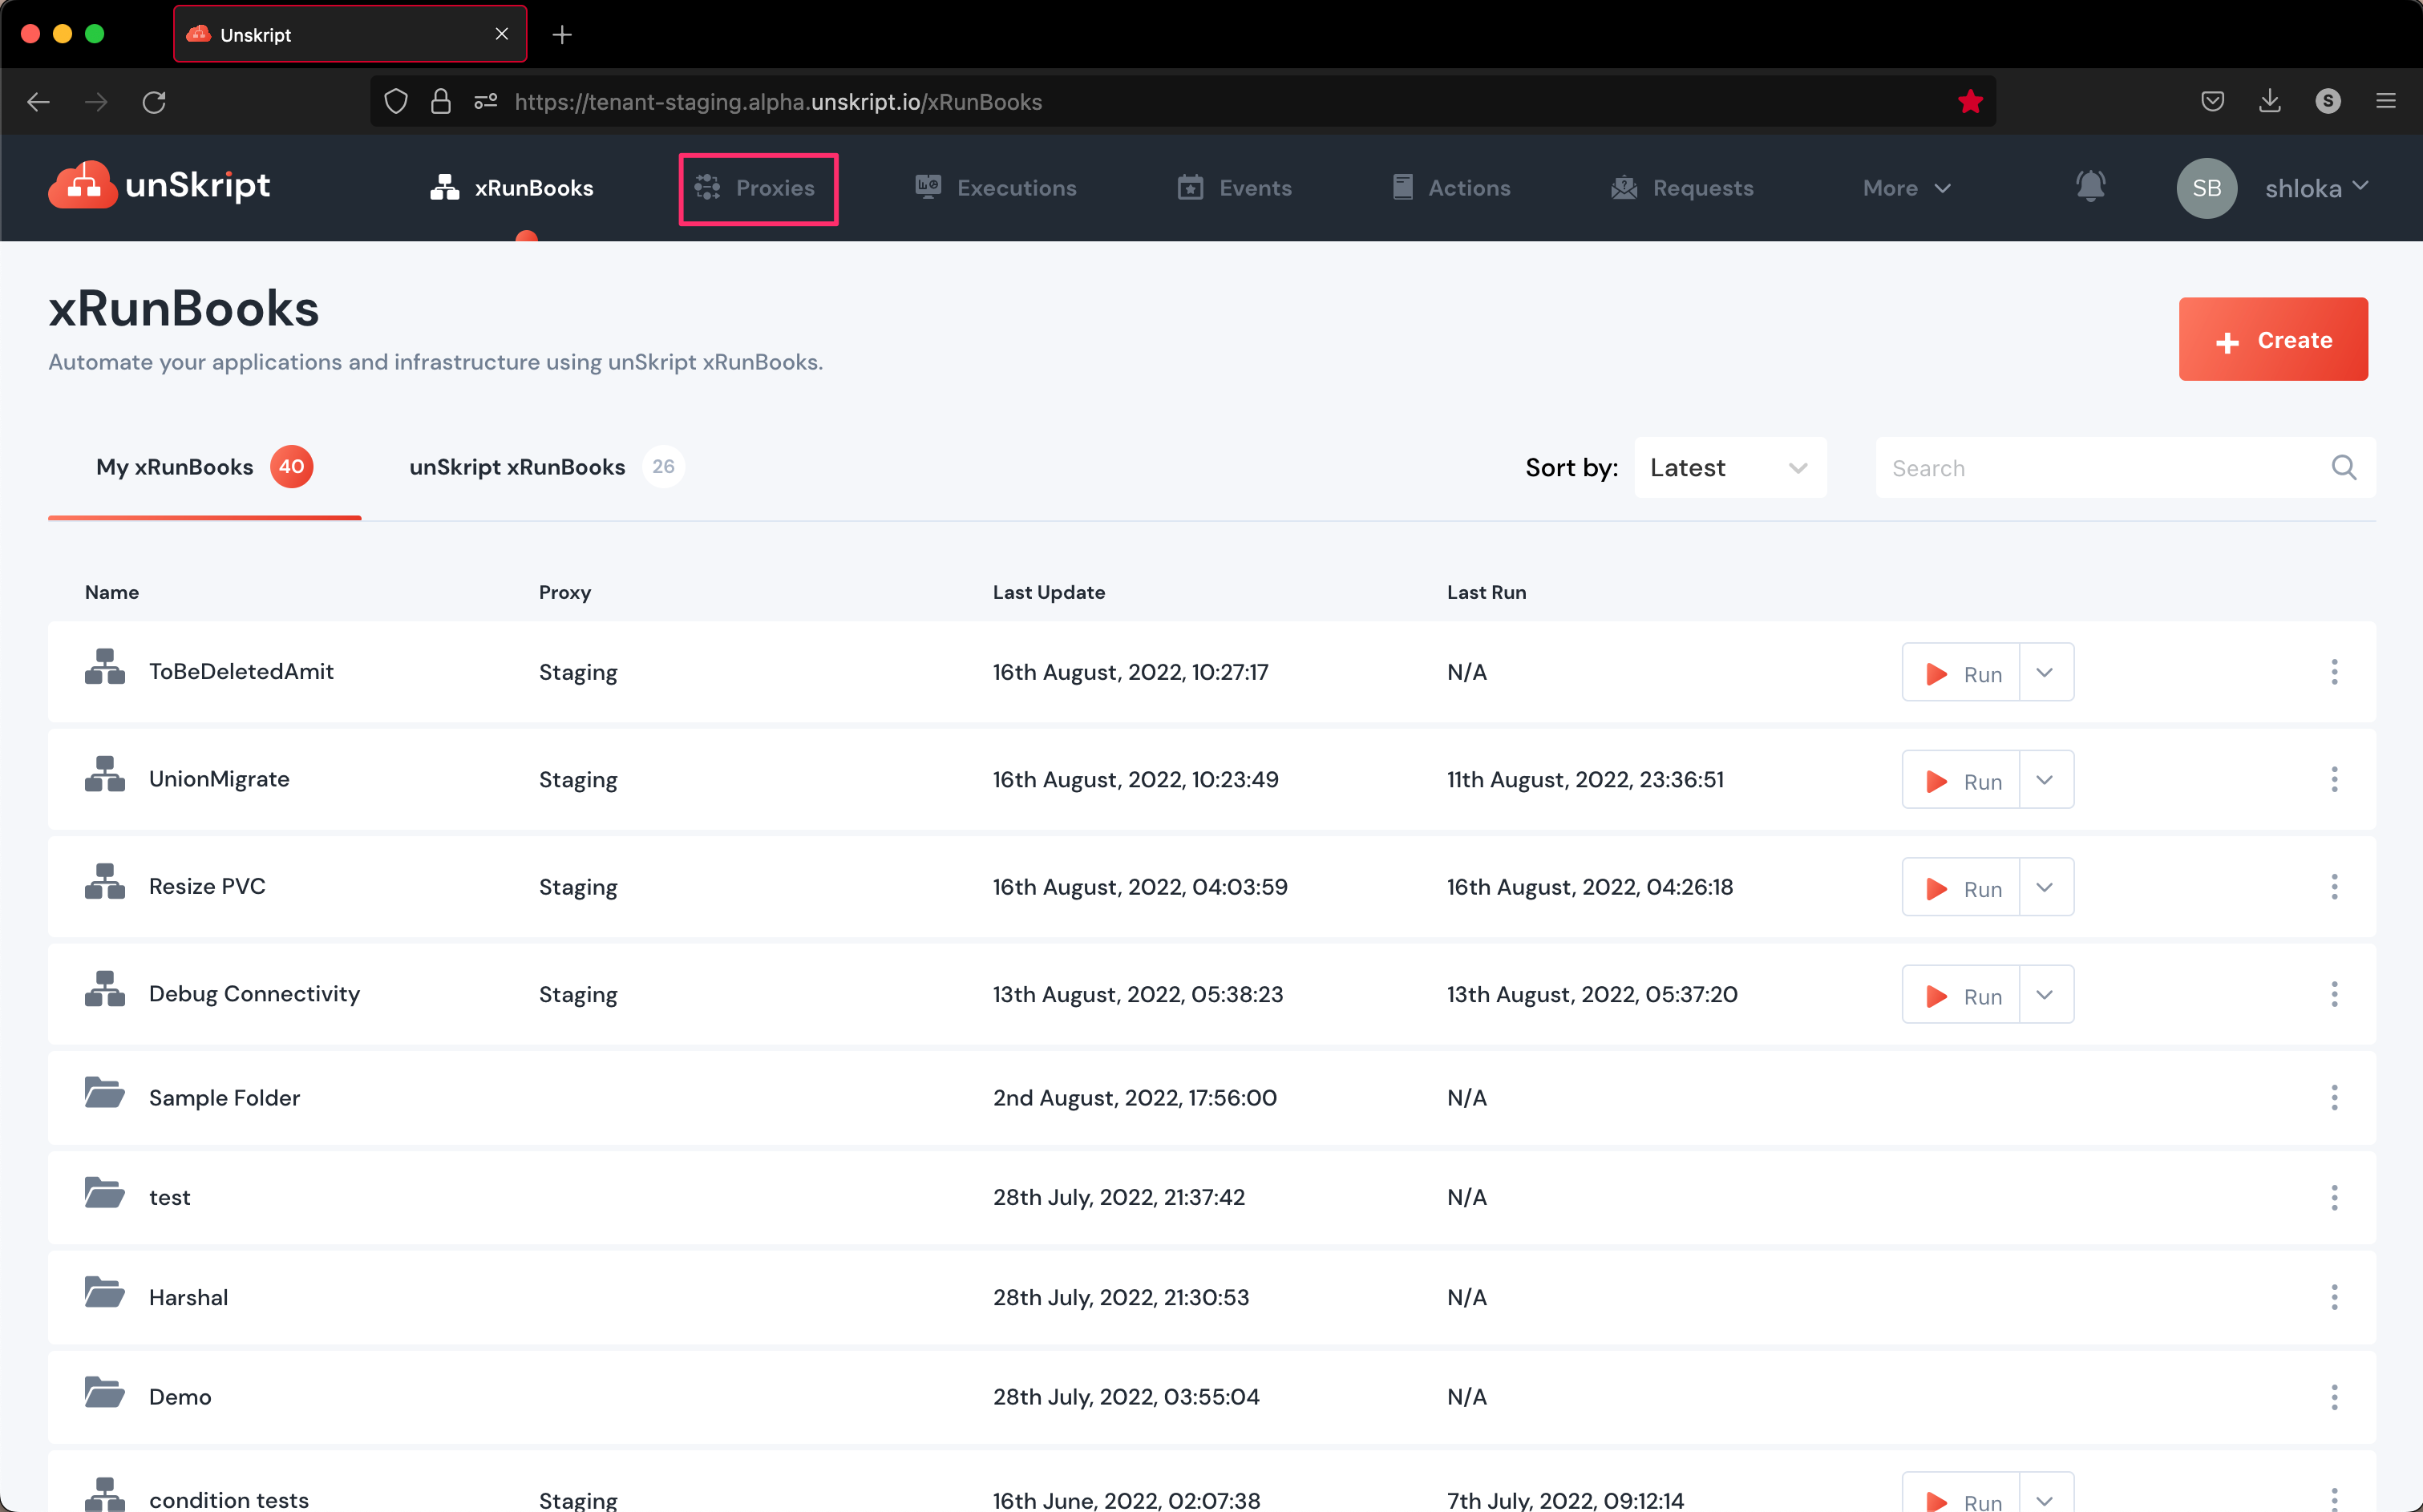 Unskript
https://tenant-staging.alpha.unskript.io/xRunBooks
S
unSkript
xRunBooks
Proxies
Executions
Events
Actions
Requests
More
SB
shloka
xRunBooks
Automate your applications and infrastructure using unSkript xRunBooks.
+ Create
My xRunBooks 40
unSkript xRunBooks 26
Sort by: Latest
Search
Name Proxy Last Update Last Run
ToBeDeletedAmit Staging 16th August, 2022, 10:27:17 N/A Run
UnionMigrate Staging 16th August, 2022, 10:23:49 11th August, 2022, 23:36:51 Run
Resize PVC Staging 16th August, 2022, 04:03:59 16th August, 2022, 04:26:18 Run
Debug Connectivity Staging 13th August, 2022, 05:38:23 13th August, 2022, 05:37:20 Run
Sample Folder 2nd August, 2022, 17:56:00 N/A
test 28th July, 2022, 21:37:42 N/A
Harshal 28th July, 2022, 21:30:53 N/A
Demo 28th July, 2022, 03:55:04 N/A
condition tests Staging 16th June, 2022, 02:07:38 7th July, 2022, 09:12:14 Run